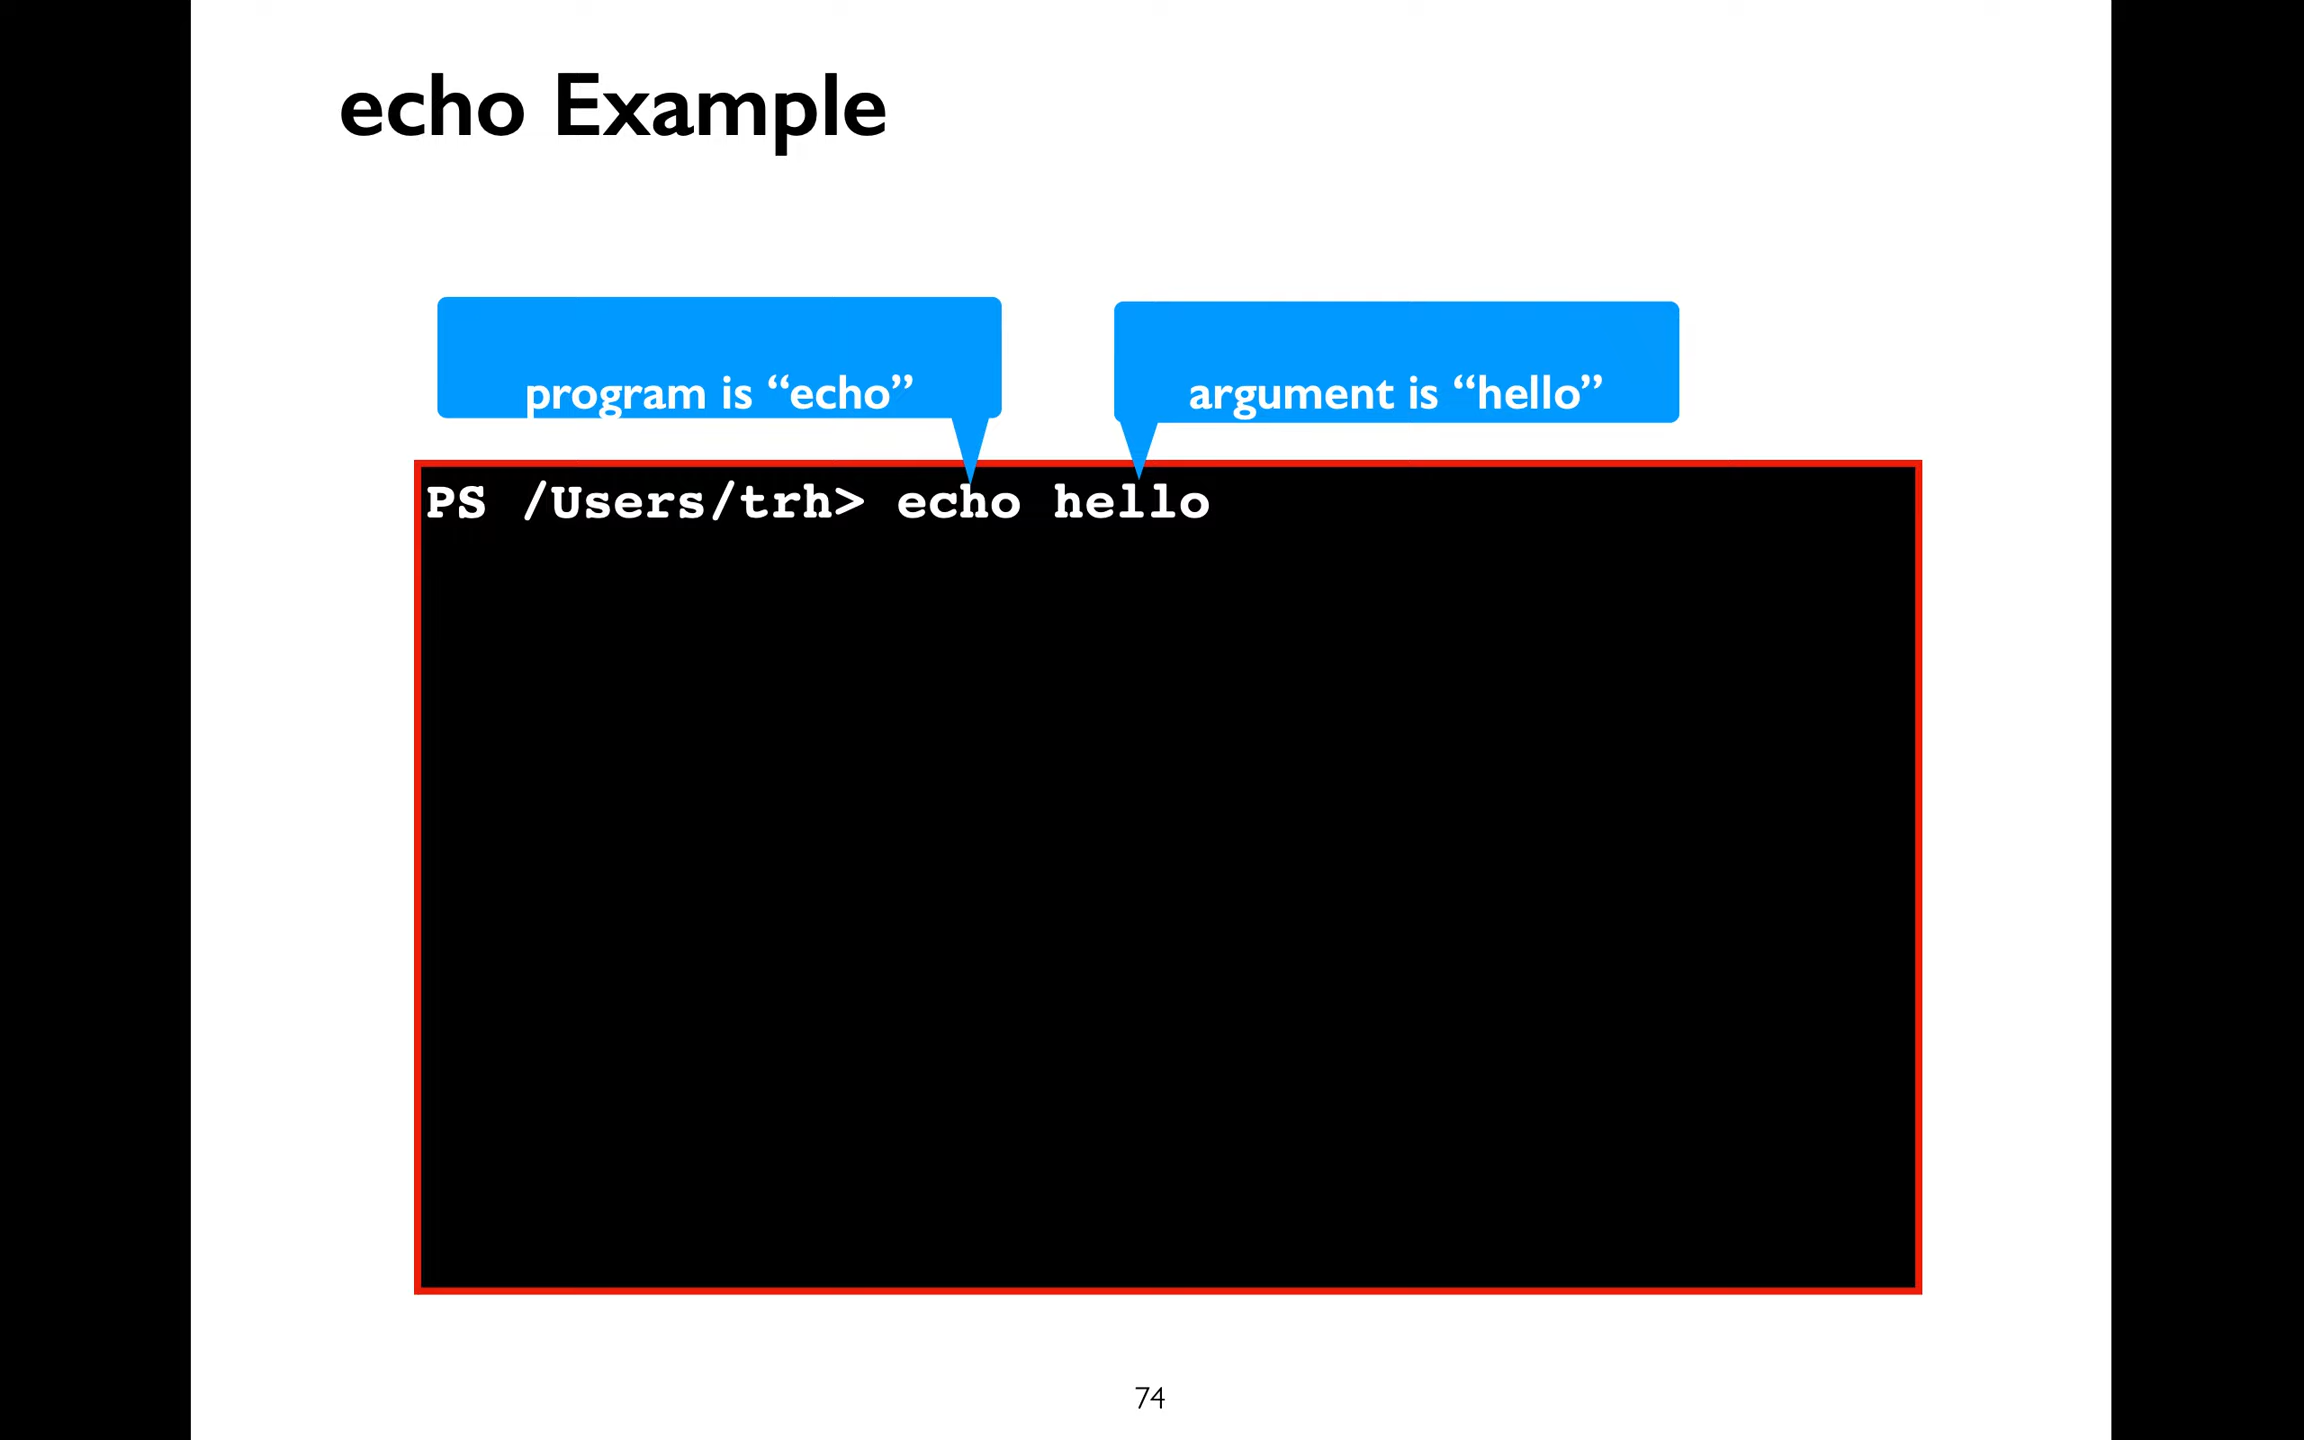 echo Example
program is “echo”
argument is “hello”
PS /Users/trh> echo hello
74